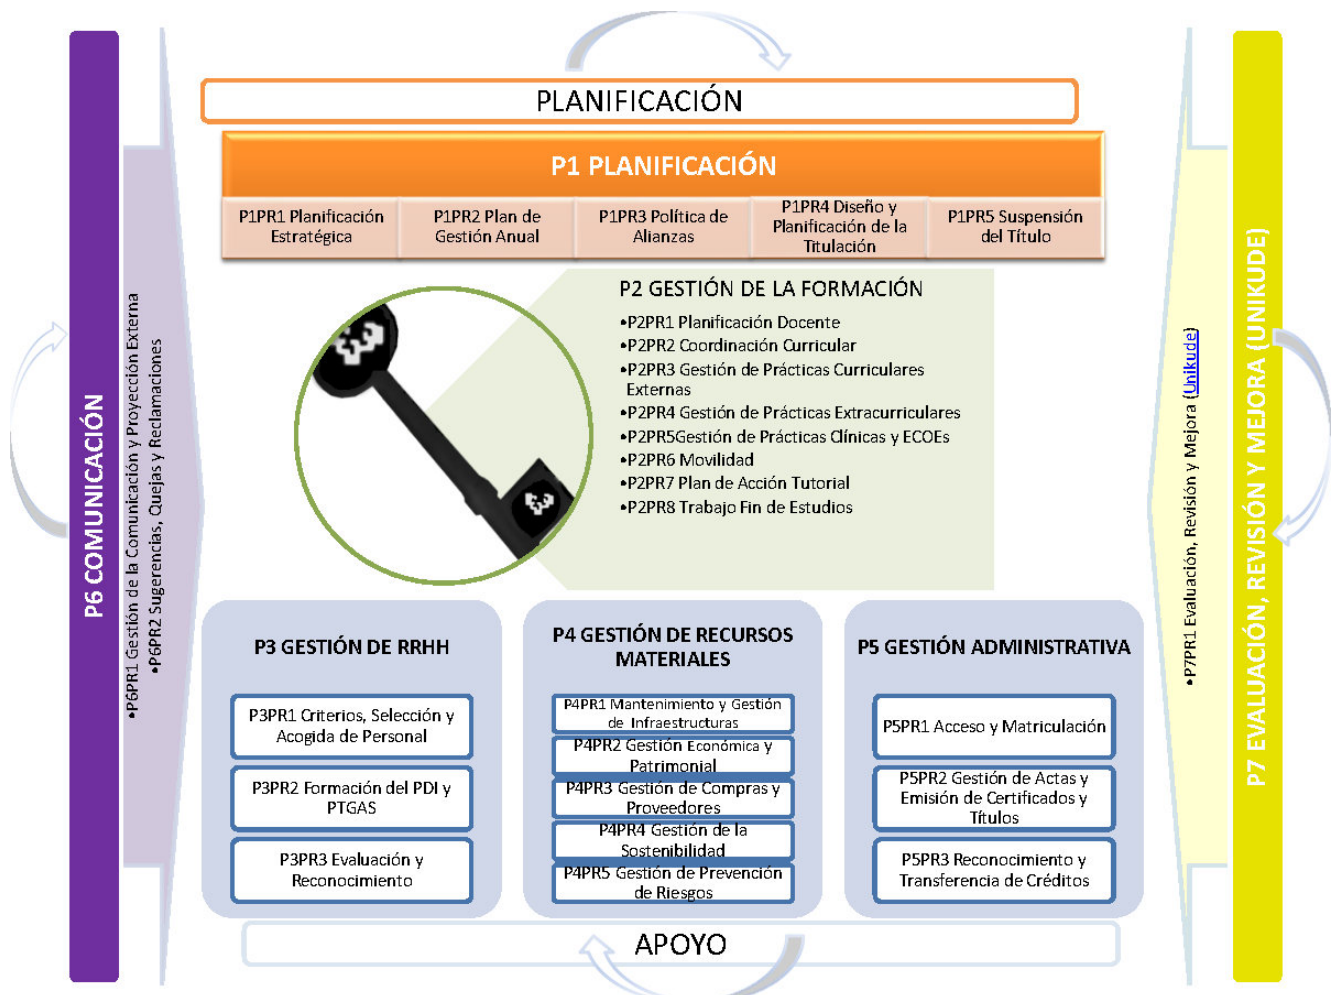 PLANIFICACIÓN
P1 PLANIFICACIÓN
P1PR1 Planificación
Estratégica
P1PR2 Plan de
Gestión Anual
P1PR3 Política de
Alianzas
P1PR4 Diseño y
Planificación de la
Titulación
P1PR5 Suspensión
del Título
P6 COMUNICACIÓN
•P6PR1 Gestión de la Comunicación y Proyección Externa
•P6PR2 Sugerencias, Quejas y Reclamaciones
P2 GESTIÓN DE LA FORMACIÓN
•P2PR1 Planificación Docente
•P2PR2 Coordinación Curricular
•P2PR3 Gestión de Prácticas Curriculares
Externas
•P2PR4 Gestión de Prácticas Extracurriculares
•P2PR5Gestión de Prácticas Clínicas y ECOEs
•P2PR6 Movilidad
•P2PR7 Plan de Acción Tutorial
•P2PR8 Trabajo Fin de Estudios
•P7PR1 Evaluación, Revisión y Mejora (Unikude)
P7 EVALUACIÓN, REVISIÓN Y MEJORA (UNIKUDE)
P3 GESTIÓN DE RRHH
P3PR1 Criterios, Selección y
Acogida de Personal
P3PR2 Formación del PDI y
PTGAS
P3PR3 Evaluación y
Reconocimiento
P4 GESTIÓN DE RECURSOS
MATERIALES
P4PR1 Mantenimiento y Gestión
de Infraestructuras
P4PR2 Gestión Económica y
Patrimonial
P4PR3 Gestión de Compras y
Proveedores
P4PR4 Gestión de la
Sostenibilidad
P4PR5 Gestión de Prevención
de Riesgos
P5 GESTIÓN ADMINISTRATIVA
P5PR1 Acceso y Matriculación
P5PR2 Gestión de Actas y
Emisión de Certificados y
Títulos
P5PR3 Reconocimiento y
Transferencia de Créditos
APOYO